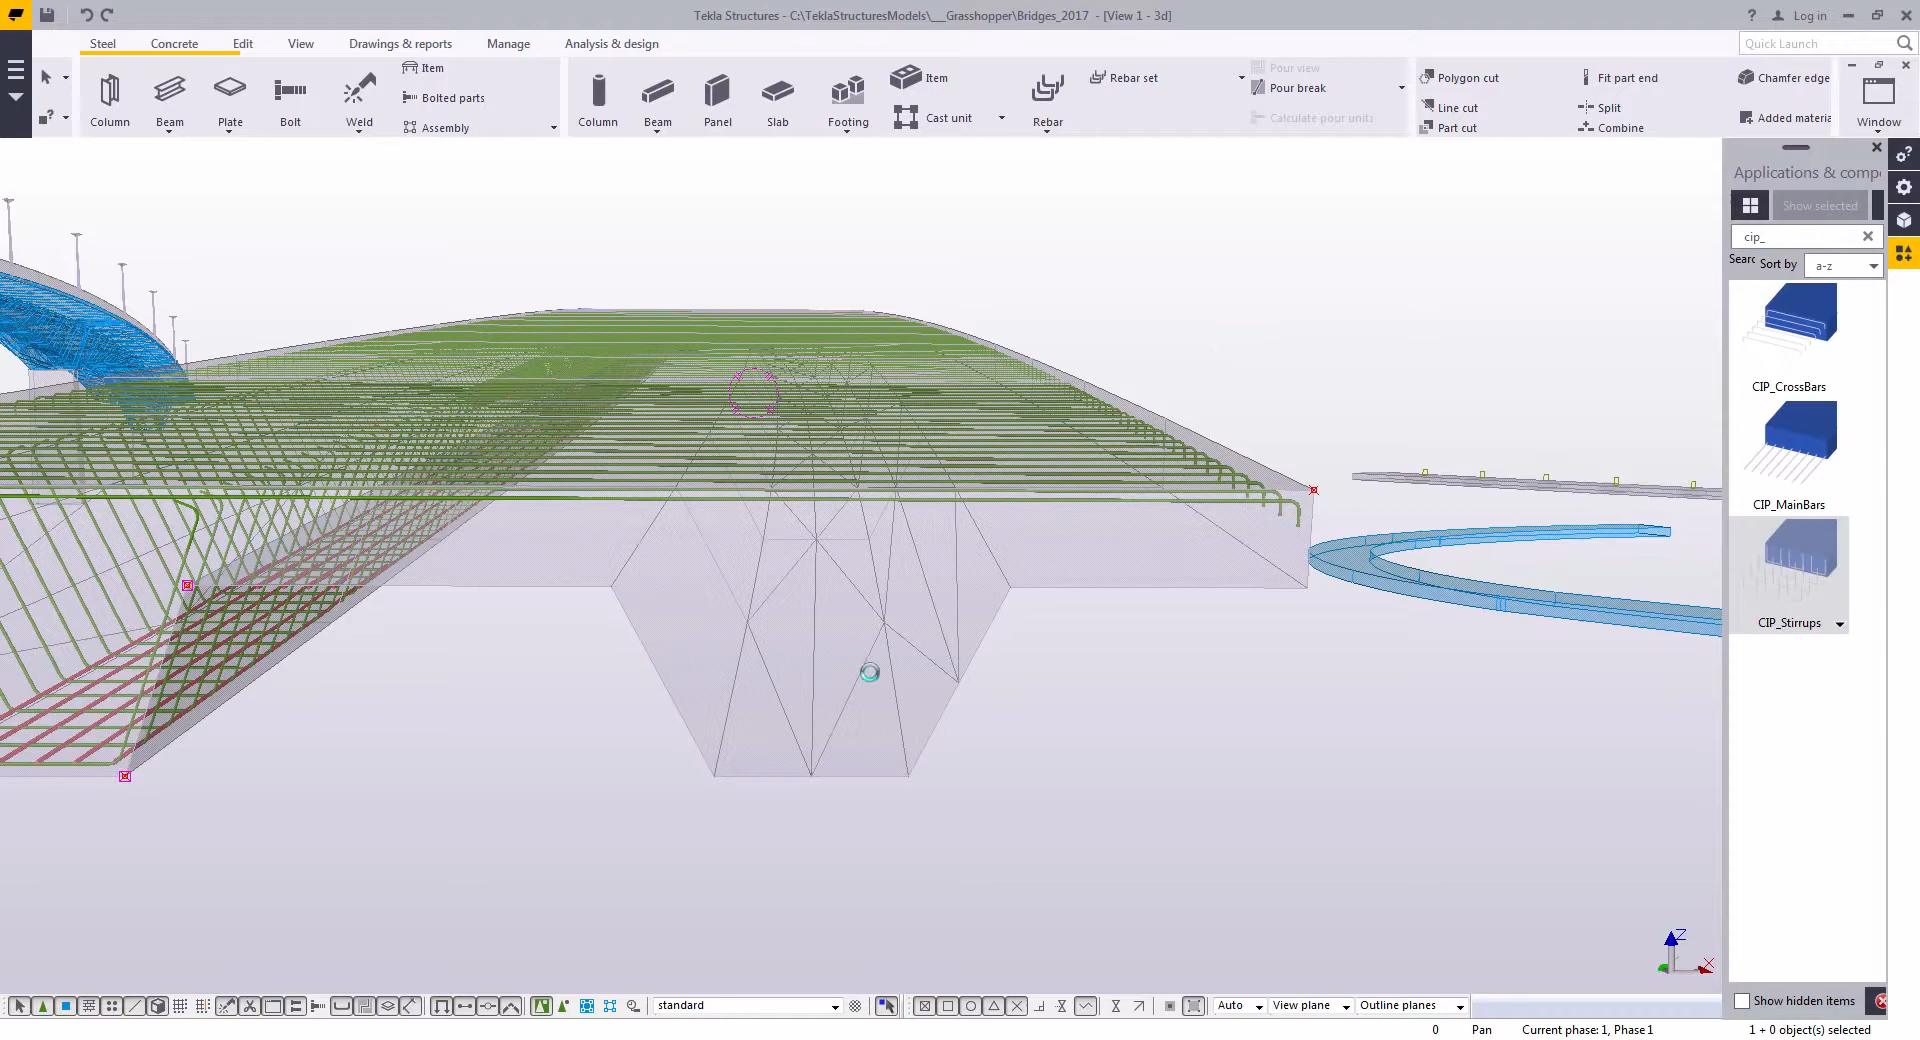 Tekla Structures - C:\TeklaStructuresModels\___Grasshopper\Bridges_2017 - [View 1 - 3d]
? Log in
Steel Concrete Edit View Drawings & reports Manage Analysis & design
Quick Launch
Column Beam Plate Bolt Weld
Item
Bolted parts
Assembly
Column Beam Panel Slab Footing
Item
Cast unit
Rebar
Rebar set
Pour view
Pour break
Calculate pour units
Polygon cut
Line cut
Part cut
Fit part end
Split
Combine
Chamfer edge
Added materia
Window
Applications & comp
Show selected
cip_
Searc Sort by a-z
CIP_CrossBars
CIP_MainBars
CIP_Stirrups
Z
X
Show hidden items
standard
Auto View plane Outline planes
0 Pan Current phase: 1, Phase 1 1 + 0 object(s) selected